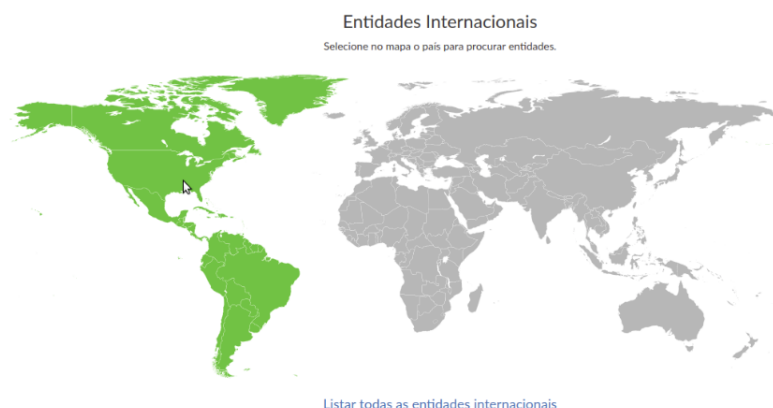 Entidades Internacionais
Selecione no mapa o país para procurar entidades.
Listar todas as entidades internacionais